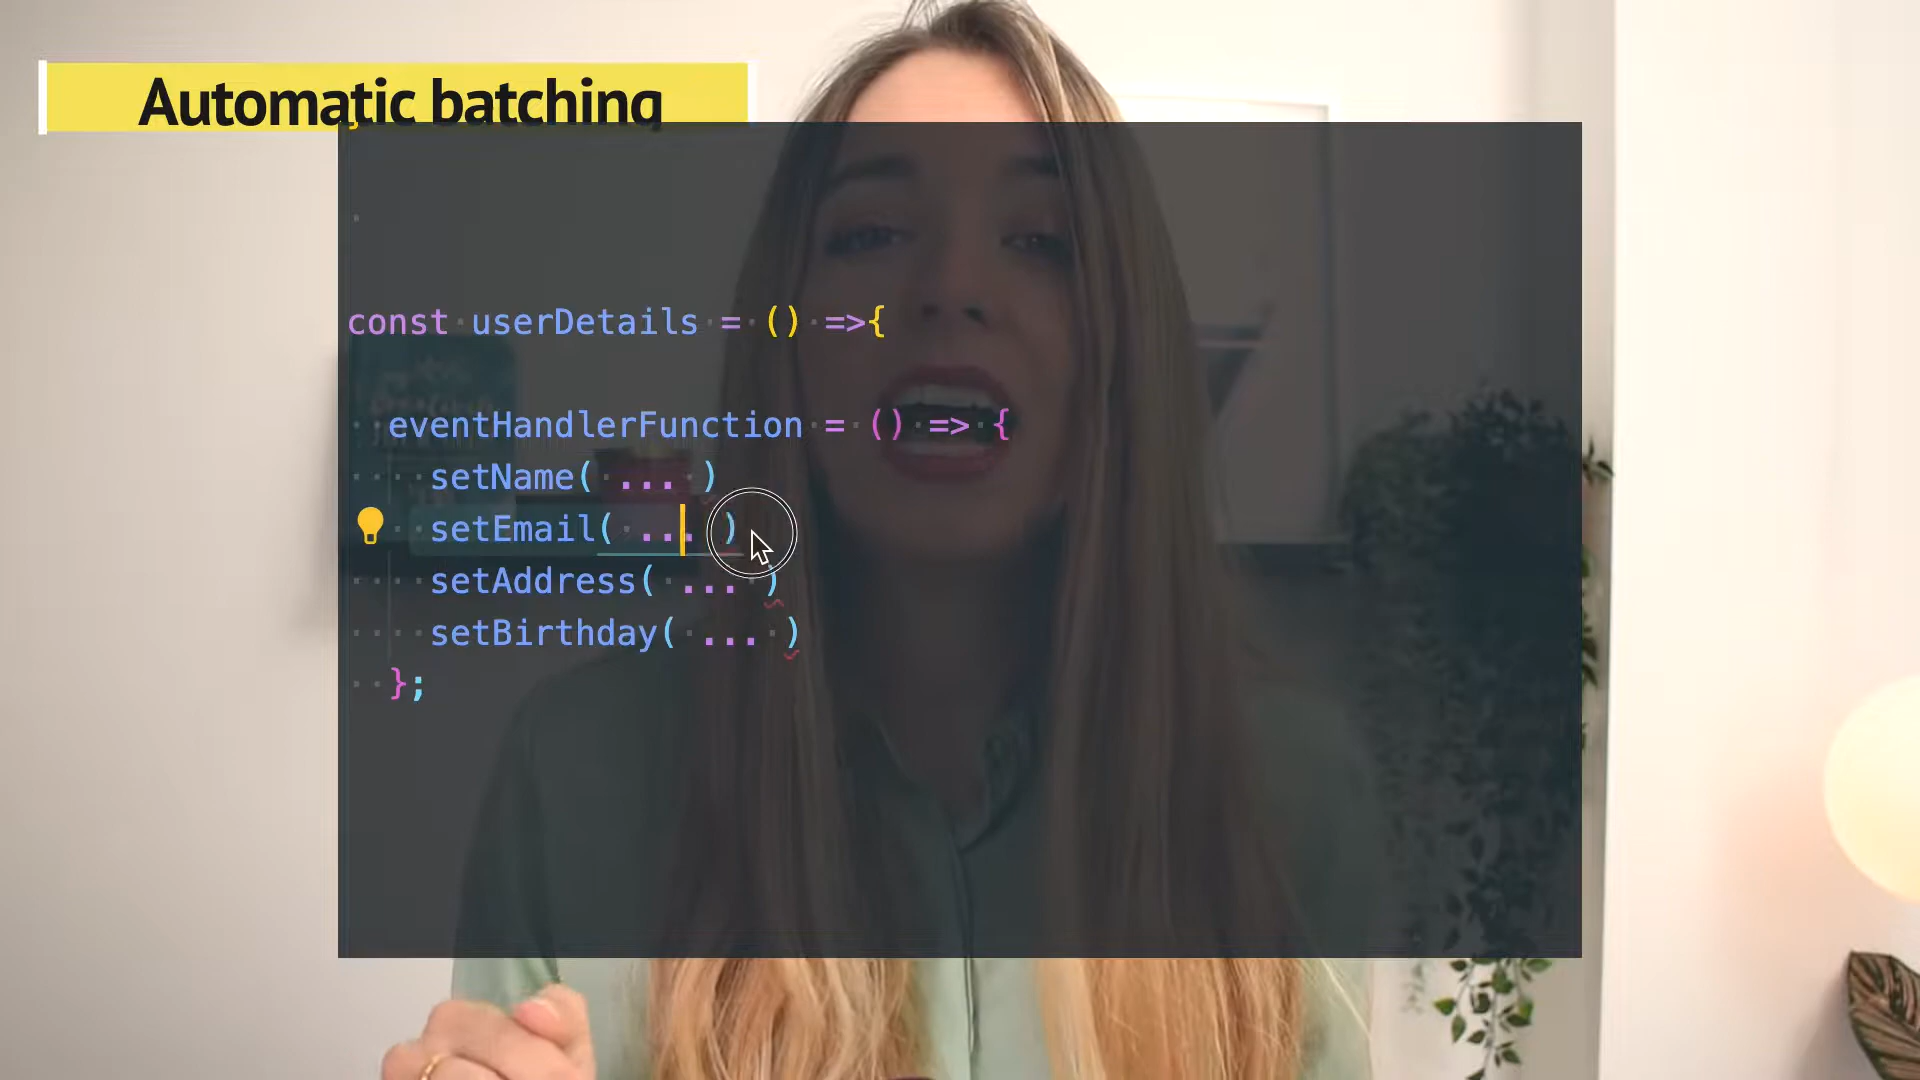 Automatic batching
const userDetails = () =>{
eventHandlerFunction = () => {
setName( ... )
setEmail( ... )
setAddress( ... )
setBirthday( ... )
};